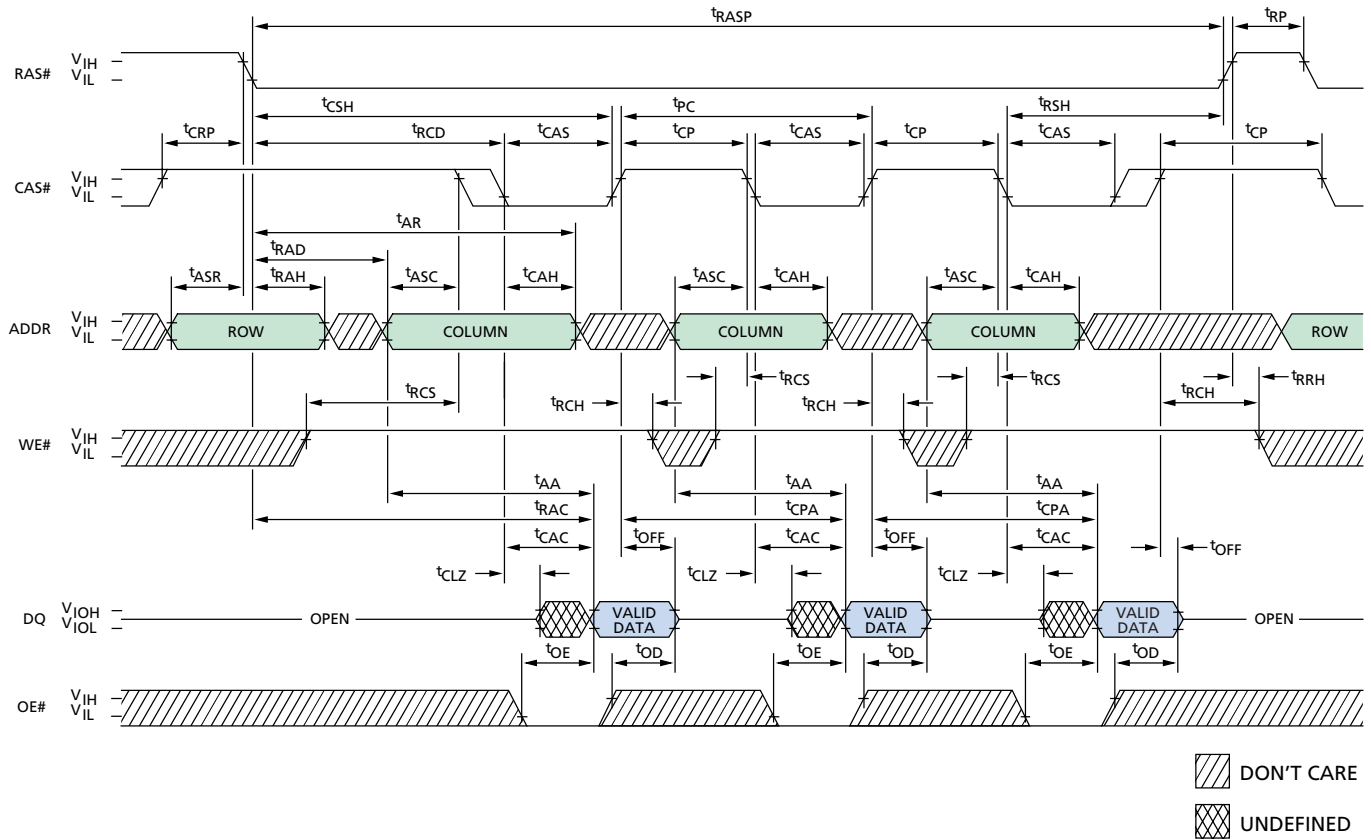 tRASP tRP
RAS# VIH
VIL
tCSH tPC tRSH
tCRP tRCD tCAS tCP tCAS tCP tCAS tCP
CAS# VIH
VIL
tAR
tRAD
tASR tRAH tASC tCAH tASC tCAH tASC tCAH
ADDR VIH
VIL
ROW COLUMN COLUMN COLUMN ROW
tRCS tRCH tRCS tRCH tRCS tRCH tRRH
WE# VIH
VIL
tAA tAA tAA
tRAC tCPA tCPA
tCAC tOFF tCAC tOFF tCAC tOFF
tCLZ tCLZ tCLZ
DQ VIOH
VIOL
OPEN VALID DATA VALID DATA VALID DATA OPEN
tOE tOD tOE tOD tOE tOD
OE# VIH
VIL
DON'T CARE
UNDEFINED